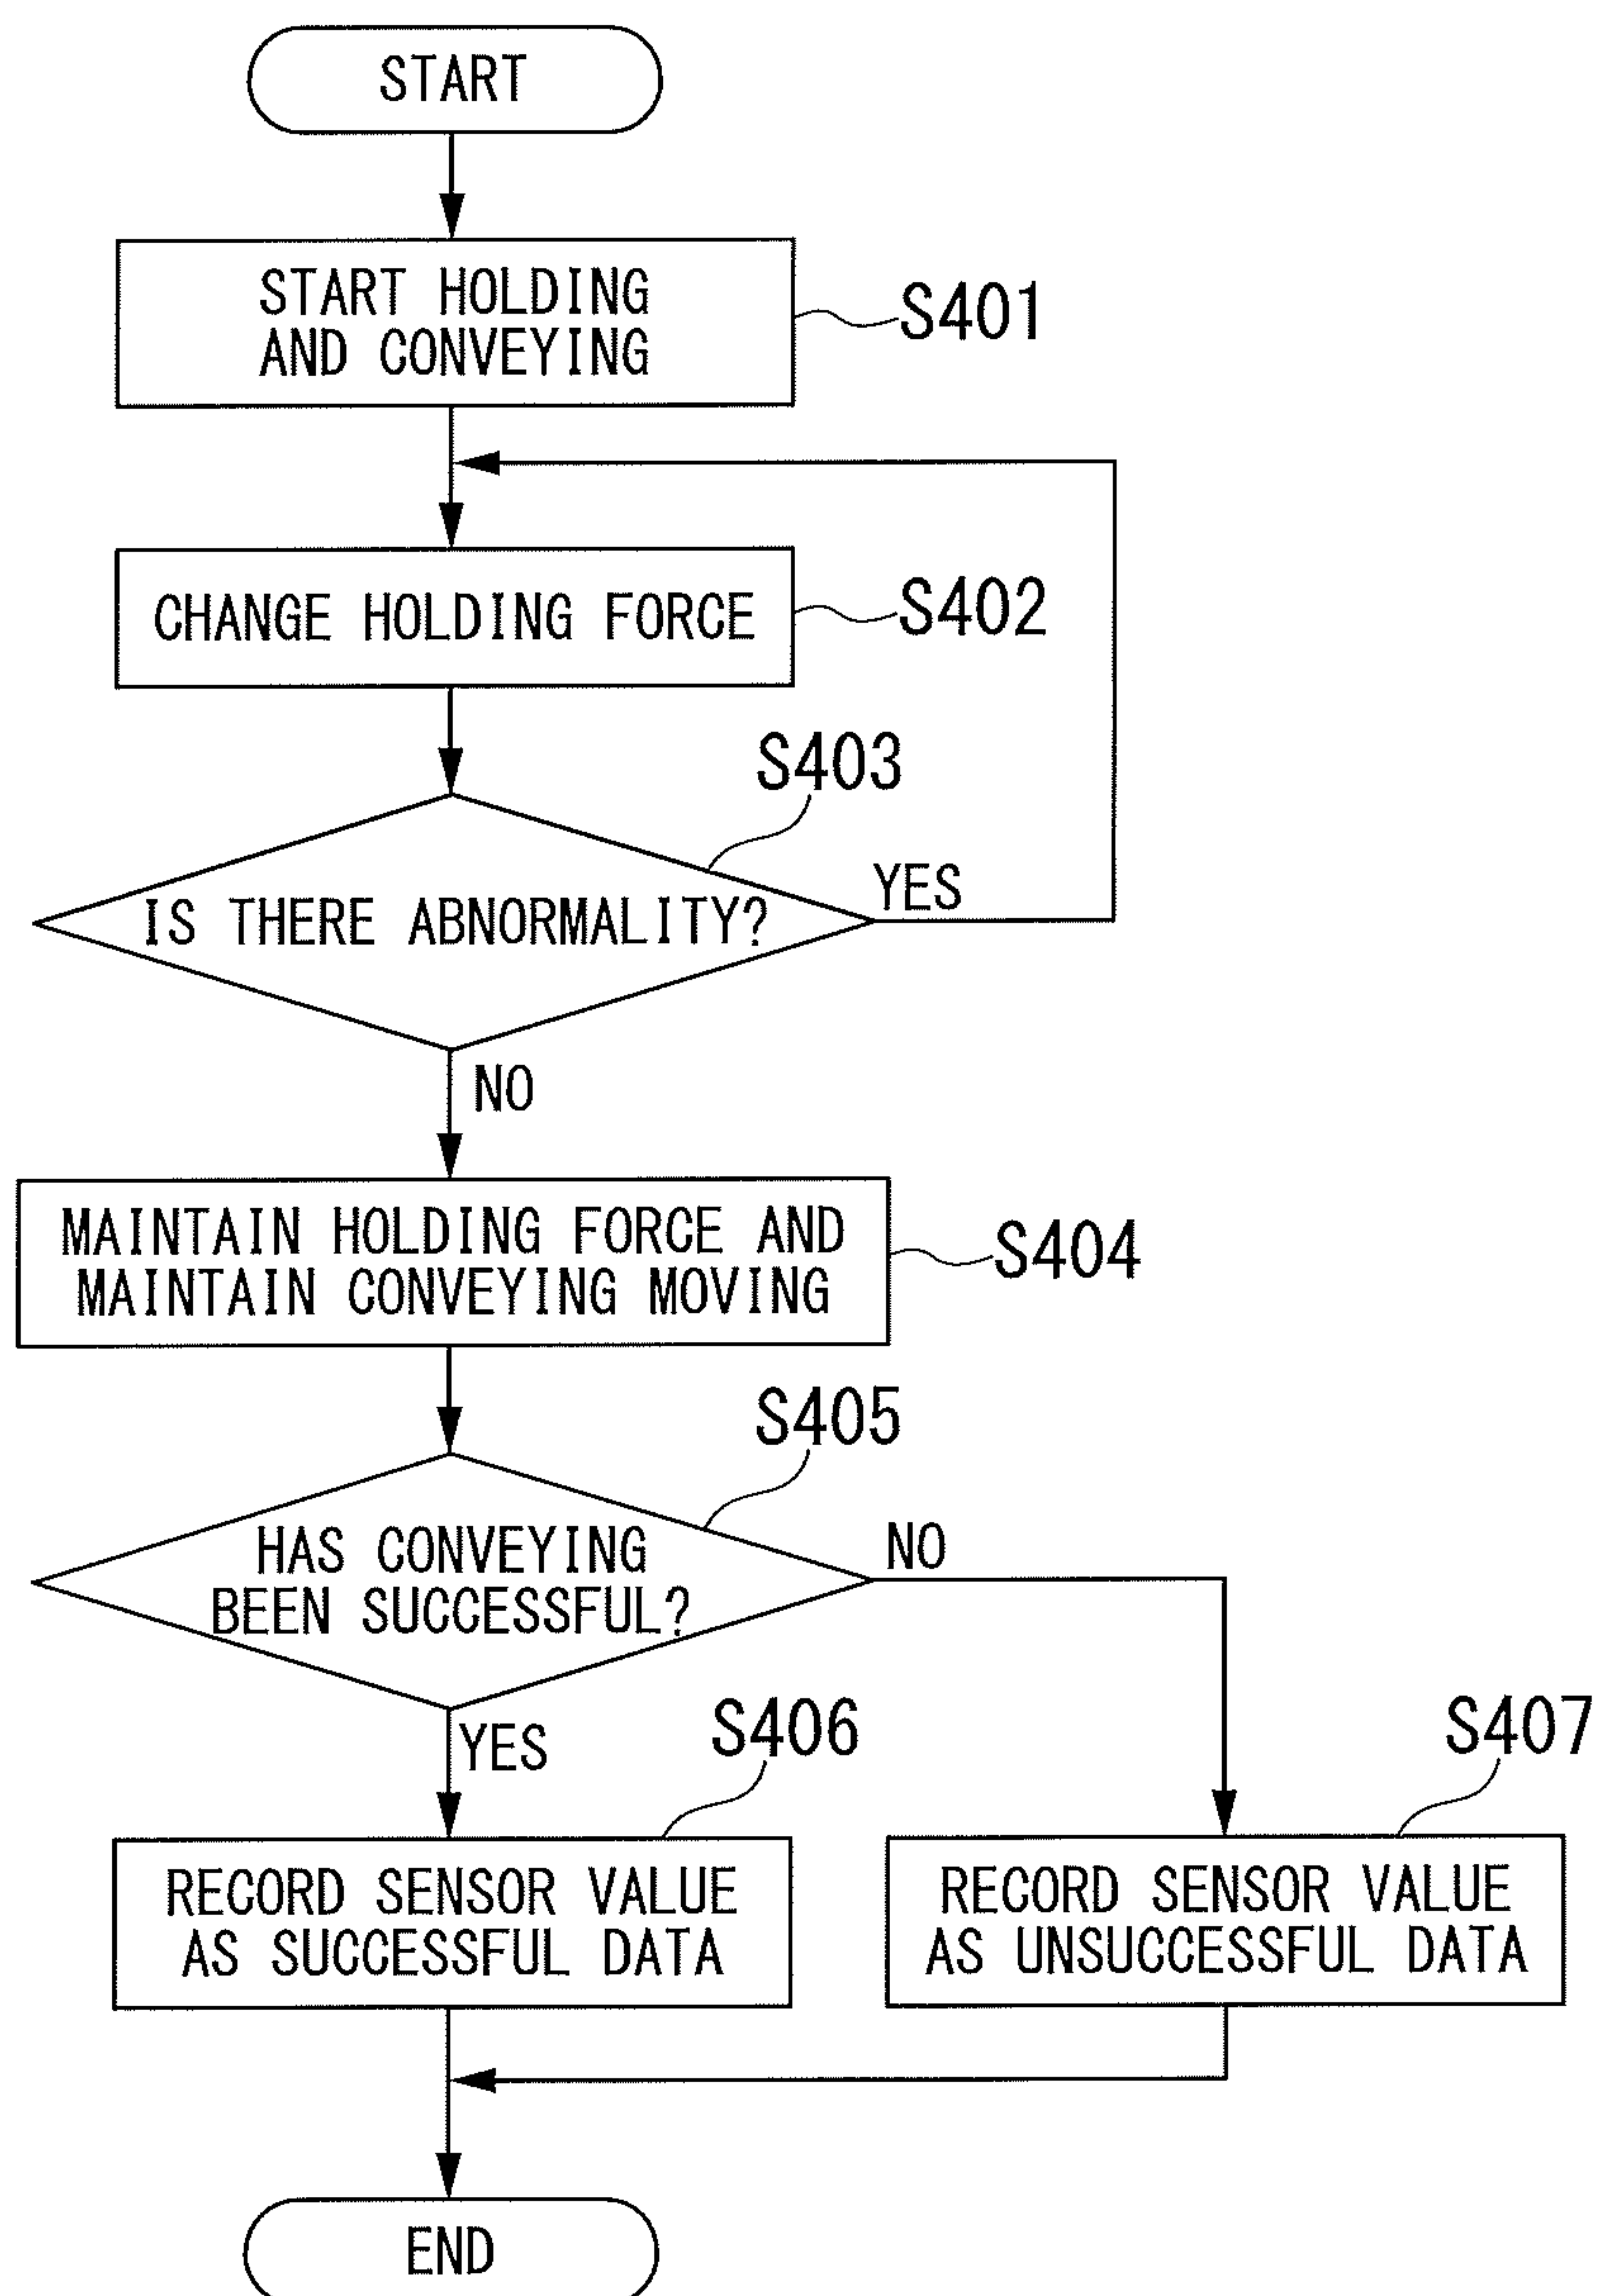 START
START HOLDING
AND CONVEYING
S401
CHANGE HOLDING FORCE
S402
S403
IS THERE ABNORMALITY?
YES
NO
MAINTAIN HOLDING FORCE AND
MAINTAIN CONVEYING MOVING
S404
S405
HAS CONVEYING
BEEN SUCCESSFUL?
NO
YES
S406
S407
RECORD SENSOR VALUE
AS SUCCESSFUL DATA
RECORD SENSOR VALUE
AS UNSUCCESSFUL DATA
END